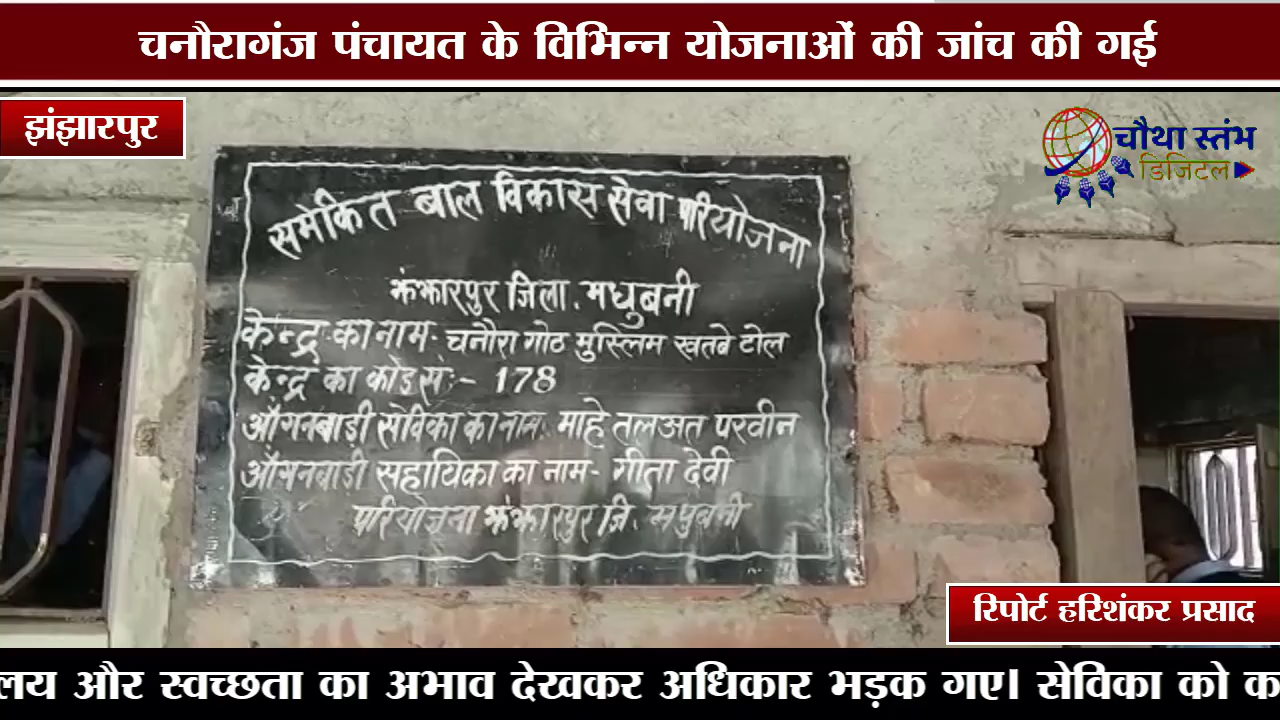 चनौरागंज पंचायत के विभिन्न योजनाओं की जांच की गई
झंझारपुर
चौथा स्तंभ
डिजिटल
समेकित बाल विकास सेवा परियोजना
झंझारपुर जिला. मधुबनी
केन्द्र का नाम- चनौरा गोठ मुस्लिम खतबे टोल
केन्द्र का कोड सं:- 178
आँगनबाड़ी सेविका का नाम: माहे तलअत परवीन
आँगनबाड़ी सहायिका का नाम- गीता देवी
परियोजना झंझारपुर जि. मधुबनी
रिपोर्ट हरिशंकर प्रसाद
लय और स्वच्छता का अभाव देखकर अधिकार भड़क गए। सेविका को क